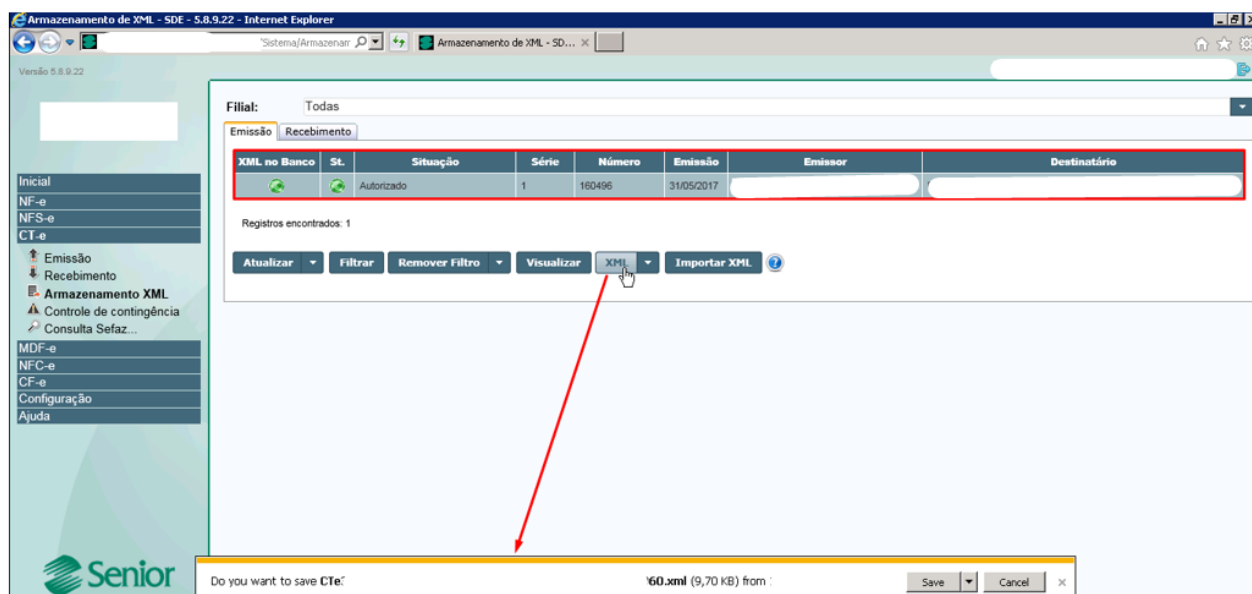 Armazenamento de XML - SDE - 5.8.9.22 - Internet Explorer
'Sistema/Armazenam
Armazenamento de XML - SD...
Versão 5.8.9.22
Filial: Todas
Emissão Recebimento
XML no Banco St. Situação Série Número Emissão Emissor Destinatário
Autorizado 1 160496 31/05/2017
Registros encontrados: 1
Atualizar Filtrar Remover Filtro Visualizar XML Importar XML
Inicial
NF-e
NFS-e
CT-e
Emissão
Recebimento
Armazenamento XML
Controle de contingência
Consulta Sefaz...
MDF-e
NFC-e
CF-e
Configuração
Ajuda
Senior
Do you want to save CTe 60.xml (9,70 KB) from
Save Cancel